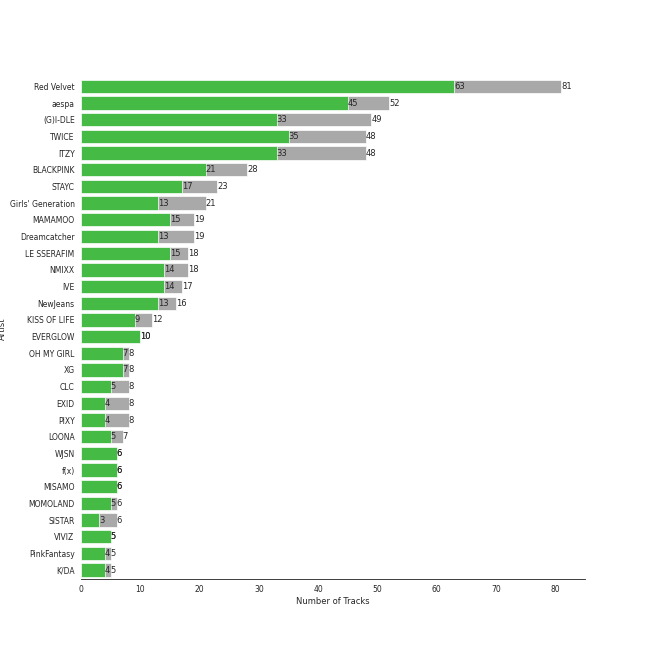 Red Velvet 63 81
aespa 45 52
(G)I-DLE 33 49
TWICE 35 48
ITZY 33 48
BLACKPINK 21 28
STAYC 17 23
Girls' Generation 13 21
MAMAMOO 15 19
Dreamcatcher 13 19
LE SSERAFIM 15 18
NMIXX 14 18
IVE 14 17
NewJeans 13 16
KISS OF LIFE 9 12
EVERGLOW 10
OH MY GIRL 7 8
XG 7 8
CLC 5 8
EXID 4 8
PIXY 4 8
LOONA 5 7
WJSN 6
f(x) 6
MISAMO 6
MOMOLAND 5 6
SISTAR 3 6
VIVIZ 5
PinkFantasy 4 5
K/DA 4 5
Artist
0 10 20 30 40 50 60 70 80
Number of Tracks